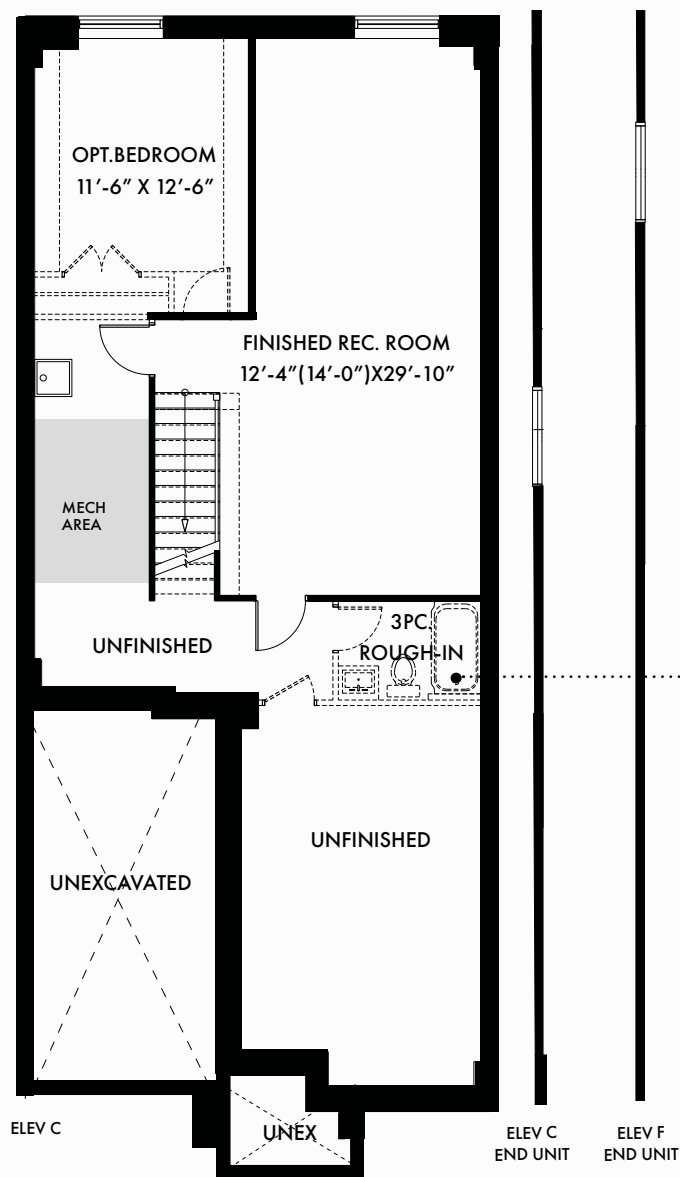 OPT.BEDROOM
11'-6" X 12'-6"
FINISHED REC. ROOM
12'-4"(14'-0")X29'-10"
MECH
AREA
UNFINISHED
3PC.
ROUGH-IN
UNFINISHED
UNEXCAVATED
UNEX
ELEV C
ELEV C
END UNIT
ELEV F
END UNIT